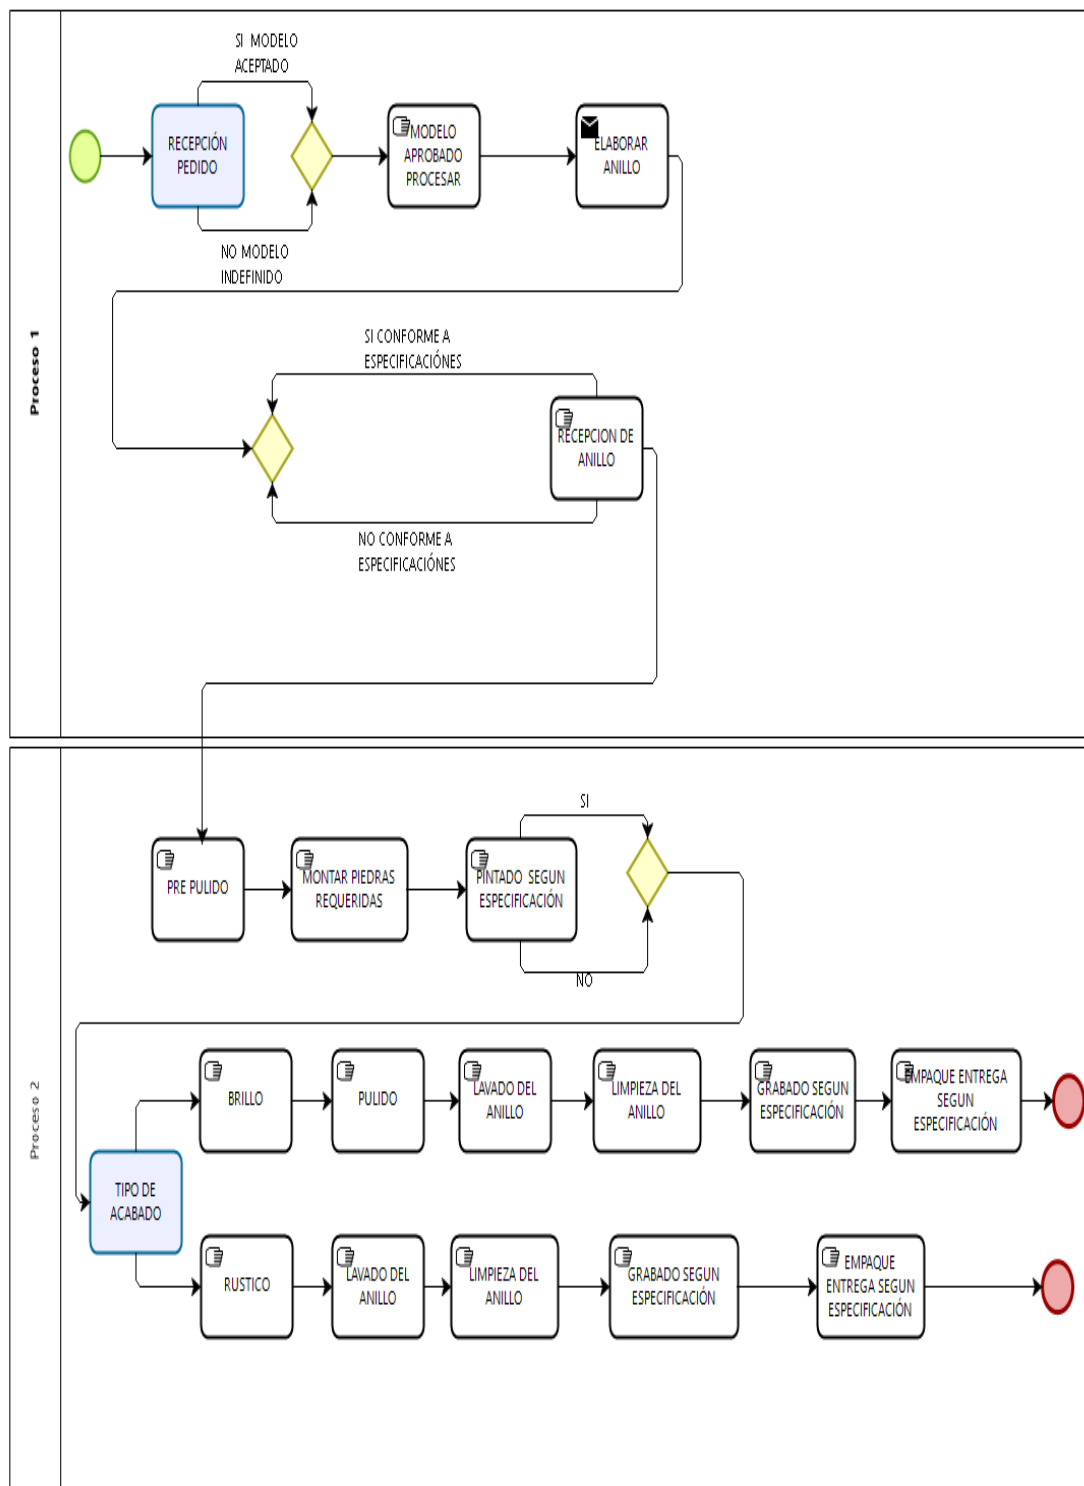 Proceso 1
SI MODELO
ACEPTADO
RECEPCIÓN
PEDIDO
NO MODELO
INDEFINIDO
MODELO
APROBADO
PROCESAR
ELABORAR
ANILLO
SI CONFORME A
ESPECIFICACIÓNES
RECEPCION DE
ANILLO
NO CONFORME A
ESPECIFICACIÓNES
Proceso 2
PRE PULIDO
MONTAR PIEDRAS
REQUERIDAS
PINTADO SEGUN
ESPECIFICACIÓN
SI
NO
TIPO DE
ACABADO
BRILLO
PULIDO
LAVADO DEL
ANILLO
LIMPIEZA DEL
ANILLO
GRABADO SEGUN
ESPECIFICACIÓN
EMPAQUE ENTREGA
SEGUN
ESPECIFICACIÓN
RUSTICO
LAVADO DEL
ANILLO
LIMPIEZA DEL
ANILLO
GRABADO SEGUN
ESPECIFICACIÓN
EMPAQUE
ENTREGA SEGUN
ESPECIFICACIÓN